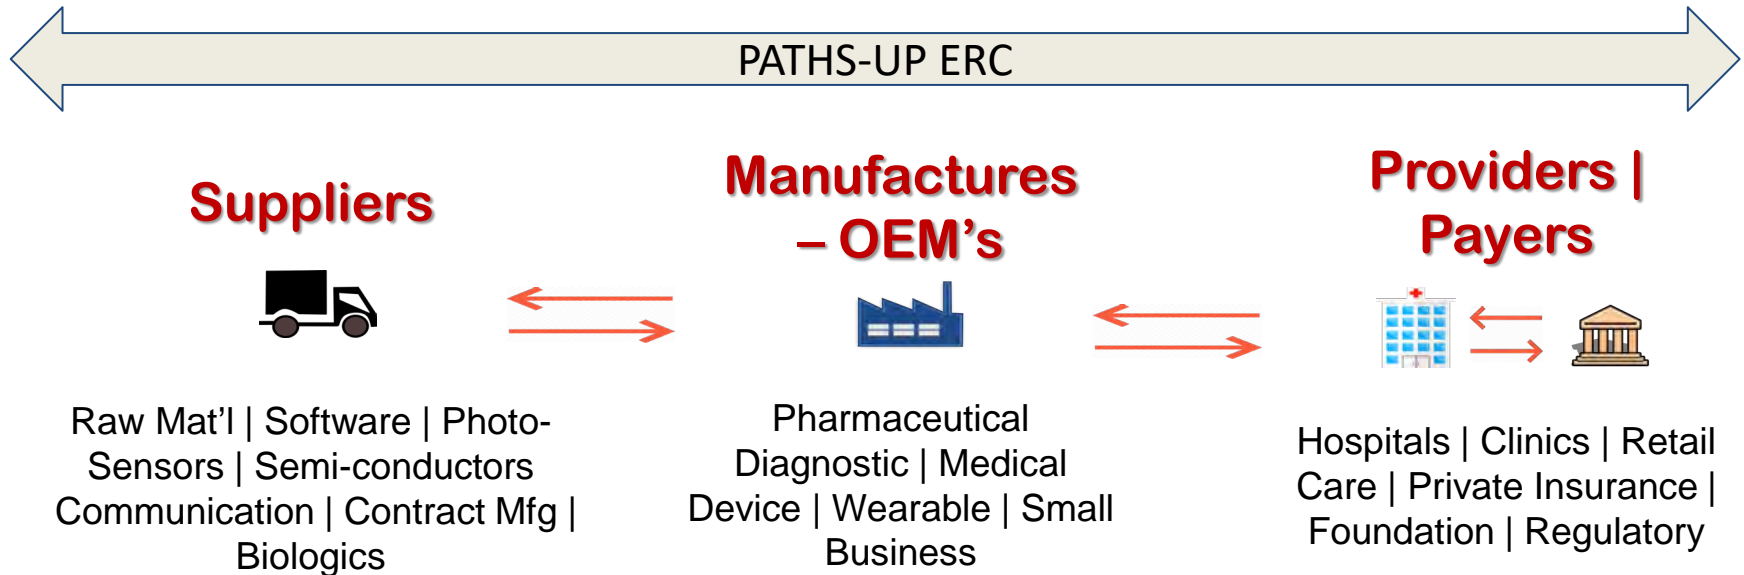 PATHS-UP ERC
Suppliers
Raw Mat'l | Software | Photo-
Sensors | Semi-conductors
Communication | Contract Mfg |
Biologics
Manufactures
– OEM's
Pharmaceutical
Diagnostic | Medical
Device | Wearable | Small
Business
Providers |
Payers
Hospitals | Clinics | Retail
Care | Private Insurance |
Foundation | Regulatory